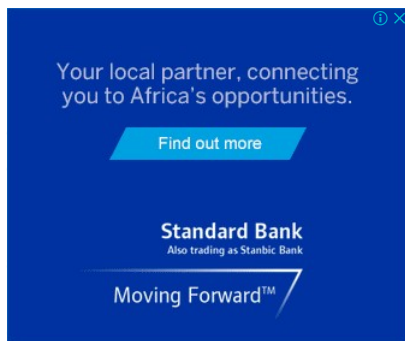 Your local partner, connecting
you to Africa's opportunities.
Find out more
Standard Bank
Also trading as Stanbic Bank
Moving Forward™